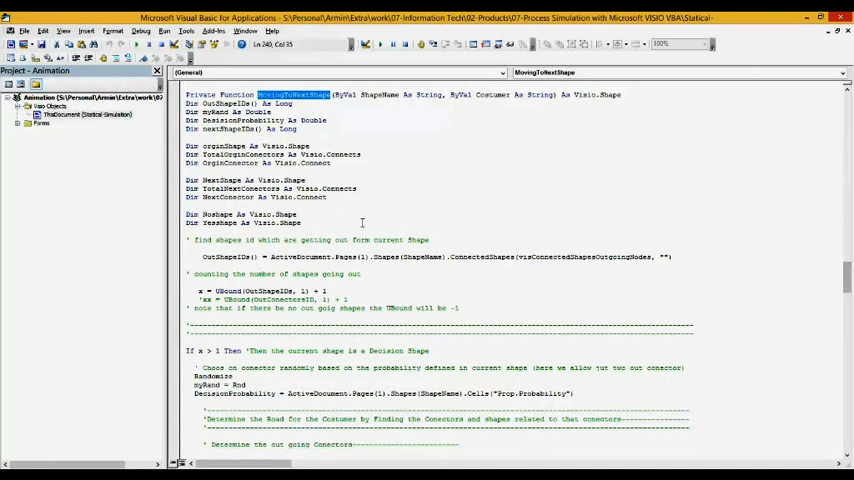 Microsoft Visual Basic for Applications - S:\Personal\Armin\Extra\work\07-Information Tech\02-Products\07-Process Simulation with Microsoft VISIO VBA\Statical-
File Edit View Insert Format Debug Run Tools Add-Ins Window Help
Ln 240, Col 35
100%
Project - Animation
(General)
MovingToNextShape
Animation (S:\Personal\Armin\Extra\work\07
Visio Objects
ThisDocument (Statical-Simulation)
Forms
Private Function MovingToNextShape (ByVal ShapeName As String, ByVal Costumer As String) As Visio.Shape
Dim OutShapeIDs() As Long
Dim myRand As Double
Dim DesisionProbability As Double
Dim nextShapeIDs() As Long
Dim orginShape As Visio.Shape
Dim TotalOrginConectors As Visio.Connects
Dim OrginConector As Visio.Connect
Dim NextShape As Visio.Shape
Dim TotalNextConectors As Visio.Connects
Dim NextConector As Visio.Connect
Dim Noshape As Visio.Shape
Dim Yesshape As Visio.Shape
' find shapes id which are getting out form current Shape
OutShapeIDs() = ActiveDocument.Pages(1).Shapes(ShapeName).ConnectedShapes(visConnectedShapesOutgoingNodes, "")
' counting the number of shapes going out
x = UBound(OutShapeIDs, 1) + 1
'xx = UBound(OutConectorsID, 1) + 1
' note that if there be no out goig shapes the UBound will be -1
If x > 1 Then 'Then the current shape is a Decision Shape
' Choos on conector randomly based on the probability defined in current shape (here we allow jut two out conector)
Randomize
myRand = Rnd
DecisionProbability = ActiveDocument.Pages(1).Shapes(ShapeName).Cells("Prop.Probability")
'Determine the Road for the Costumer by Finding the Conectors and shapes related to that conectors
' Determine the out going Conectors